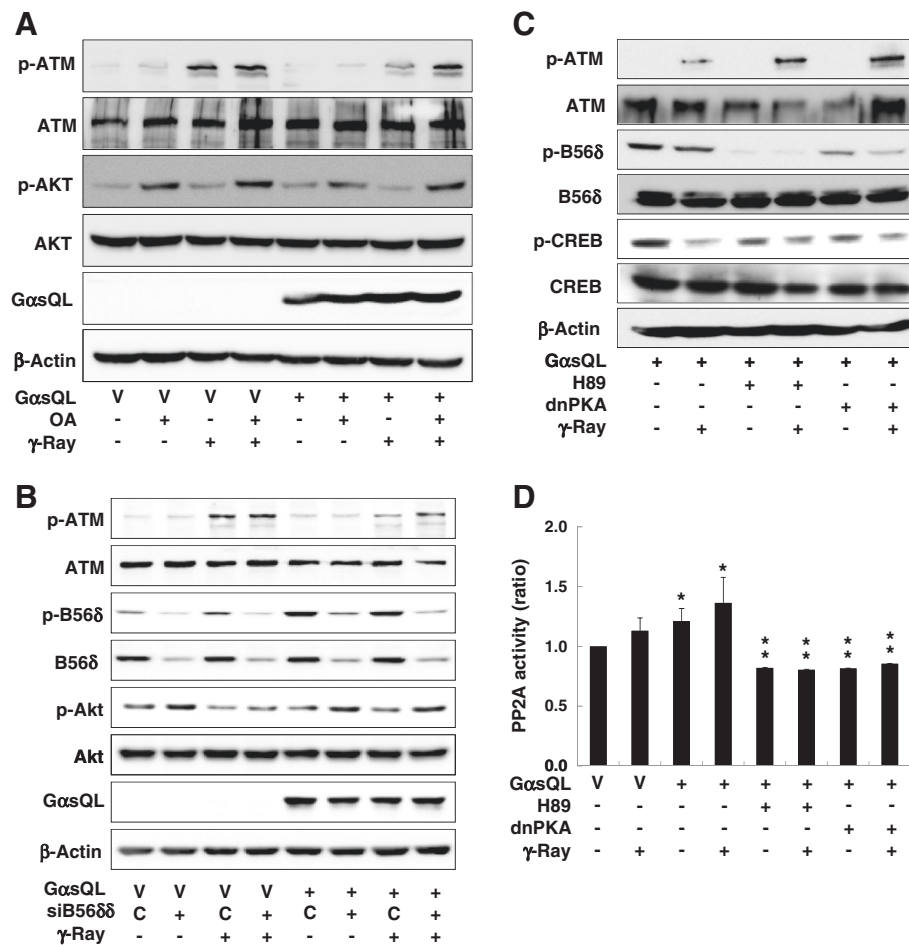 A
p-ATM
ATM
p-AKT
AKT
GαsQL
β-Actin
GαsQL V V V V + + + +
OA - + - + - + - +
γ-Ray - - + + - - + +
B
p-ATM
ATM
p-B56δ
B56δ
p-Akt
Akt
GαsQL
β-Actin
GαsQL V V V V + + + +
siB56δδ C + C + C + C +
γ-Ray - - + + - - + +
C
p-ATM
ATM
p-B56δ
B56δ
p-CREB
CREB
β-Actin
GαsQL + + + + + +
H89 - - + + - -
dnPKA - - - - + +
γ-Ray - + - + - +
D
PP2A activity (ratio)
2.0
1.5
1.0
0.5
0.0
* * * * * * * * * *
GαsQL V V + + + + + +
H89 - - - - + + - -
dnPKA - - - - - - + +
γ-Ray - + - + - + - +